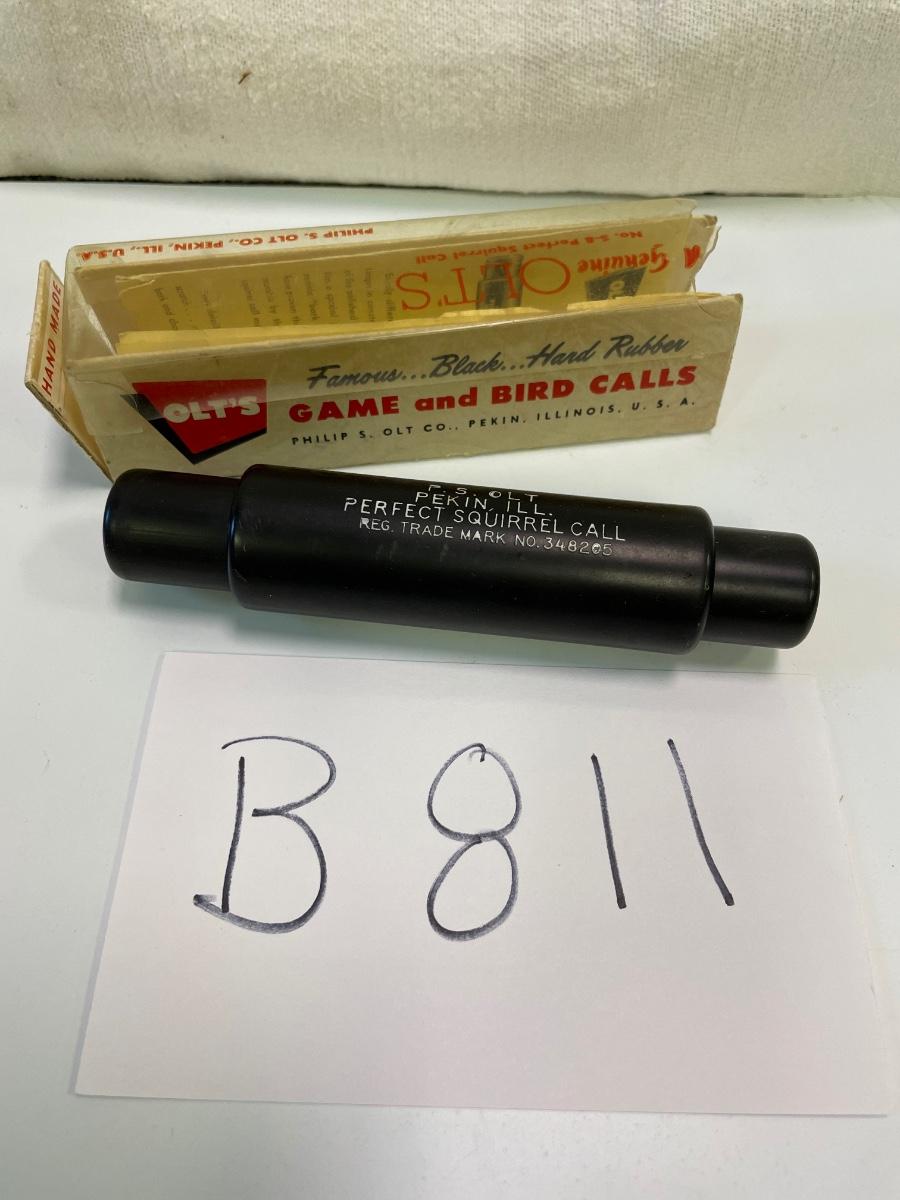 PHILIP S. OLT CO., PEKIN, ILL., U.S.A.
No. S-8 Perfect Squirrel Call
A Genuine OLT'S
HAND MADE
OLT'S
Famous...Black...Hard Rubber
GAME and BIRD CALLS
PHILIP S. OLT CO., PEKIN, ILLINOIS, U. S. A.
P. S. OLT
PEKIN, ILL.
PERFECT SQUIRREL CALL
REG. TRADE MARK NO. 348205
B 811